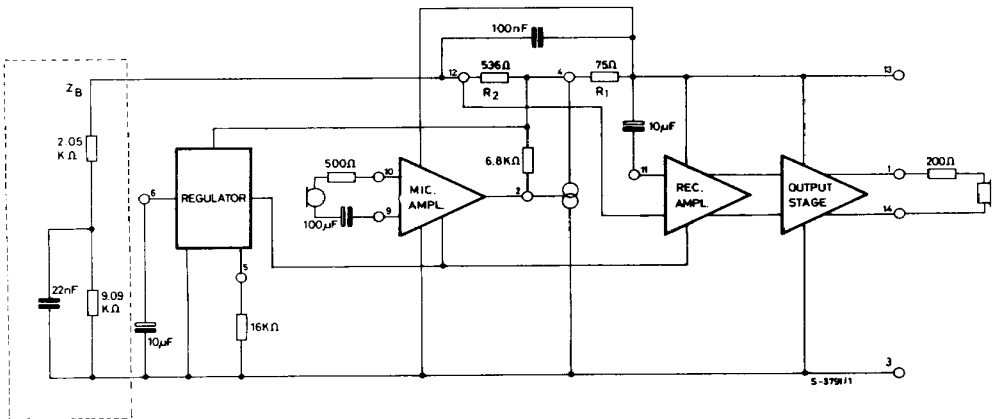 100nF
12
536Ω
4
75Ω
13
Z_B
R2
R1
2.05
KΩ
10μF
6.8KΩ
500Ω
11
1
200Ω
6
REGULATOR
10
MIC.
AMPL.
2
REC.
AMPL.
OUTPUT
STAGE
9
100μF
14
5
22nF
9.09
KΩ
16KΩ
10μF
3
S-3791/1